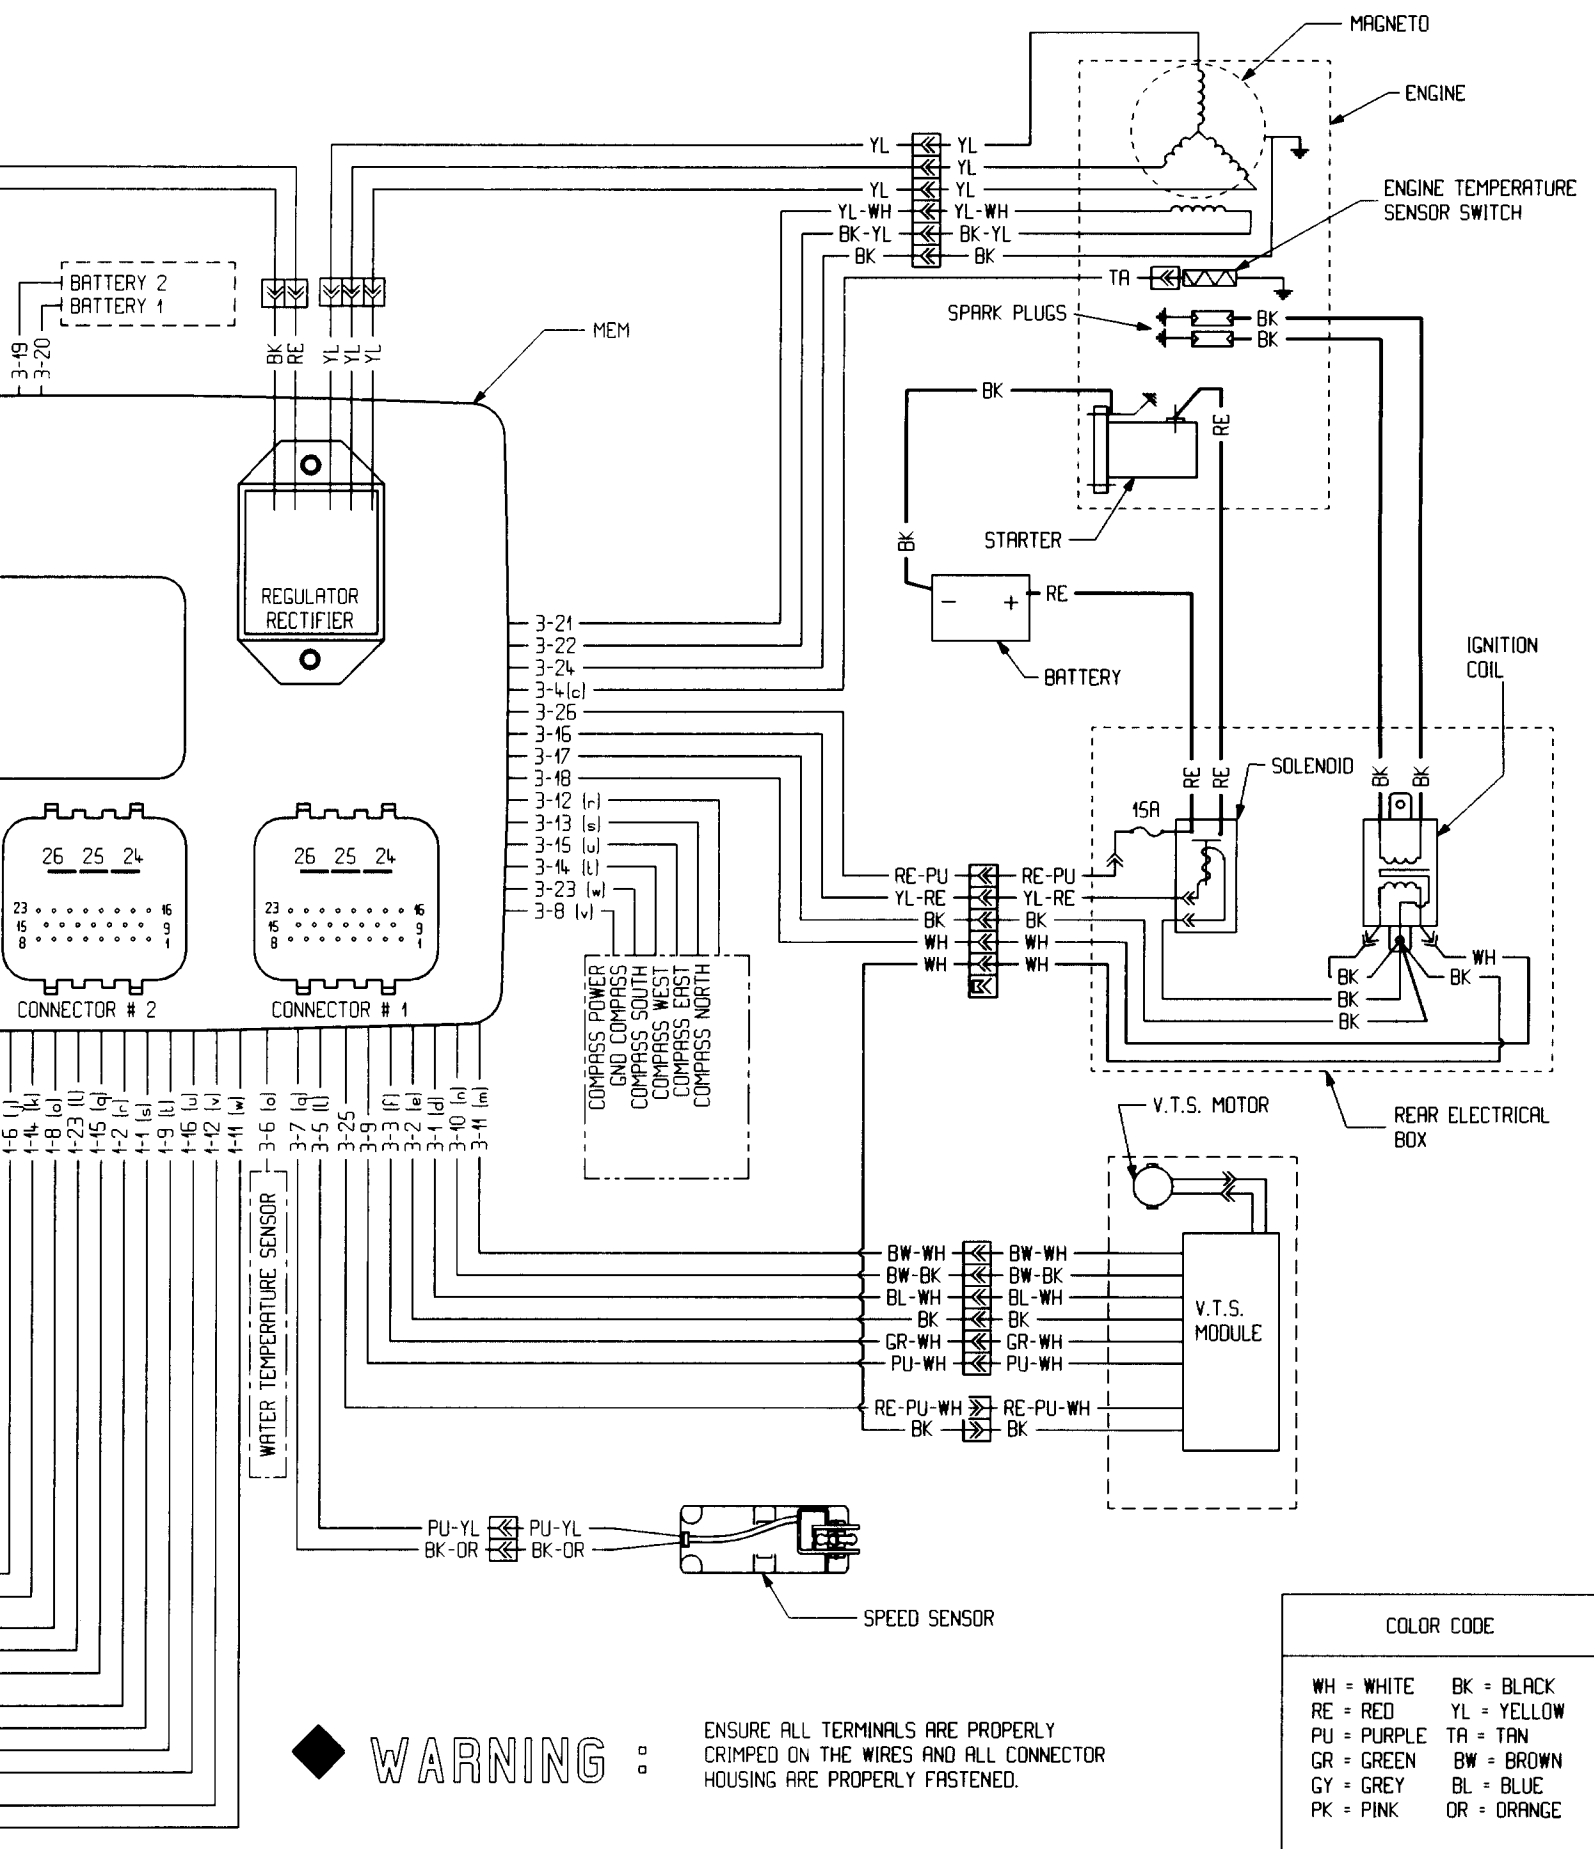 MAGNETO
ENGINE
YL YL
YL
YL YL
YL-WH YL-WH
BK-YL BK-YL
BK BK
ENGINE TEMPERATURE
SENSOR SWITCH
TA
SPARK PLUGS
BK
BK
BATTERY 2
BATTERY 1
3-19
3-20
BK
RE
YL
YL
YL
MEM
REGULATOR
RECTIFIER
BK
RE
BK
STARTER
- + RE
BATTERY
3-21
3-22
3-24
3-4(c)
3-26
3-16
3-17
3-18
3-12 (r)
3-13 (s)
3-15 (u)
3-14 (t)
3-23 (w)
3-8 (v)
COMPASS POWER
GND COMPASS
COMPASS SOUTH
COMPASS WEST
COMPASS EAST
COMPASS NORTH
IGNITION
COIL
RE
RE
SOLENOID
15A
BK
BK
RE-PU RE-PU
YL-RE YL-RE
BK BK
WH WH
WH WH
WH
BK
BK
BK
BK
REAR ELECTRICAL
BOX
26 25 24
23 16
15 9
8 1
CONNECTOR # 2
26 25 24
23 16
15 9
8 1
CONNECTOR # 1
1-6 (j)
1-14 (k)
1-8 (o)
1-23 (l)
1-15 (q)
1-2 (r)
1-1 (s)
1-9 (t)
1-16 (u)
1-12 (v)
1-11 (w)
3-6 (o)
3-7 (q)
3-5 (l)
3-25
3-9
3-3 (f)
3-2 (e)
3-1 (d)
3-10 (n)
3-11 (m)
WATER TEMPERATURE SENSOR
V.T.S. MOTOR
BW-WH BW-WH
BW-BK BW-BK
BL-WH BL-WH
BK BK
GR-WH GR-WH
PU-WH PU-WH
RE-PU-WH RE-PU-WH
BK BK
V.T.S.
MODULE
PU-YL PU-YL
BK-OR BK-OR
SPEED SENSOR
WARNING :
ENSURE ALL TERMINALS ARE PROPERLY
CRIMPED ON THE WIRES AND ALL CONNECTOR
HOUSING ARE PROPERLY FASTENED.
COLOR CODE
WH = WHITE BK = BLACK
RE = RED YL = YELLOW
PU = PURPLE TA = TAN
GR = GREEN BW = BROWN
GY = GREY BL = BLUE
PK = PINK OR = ORANGE